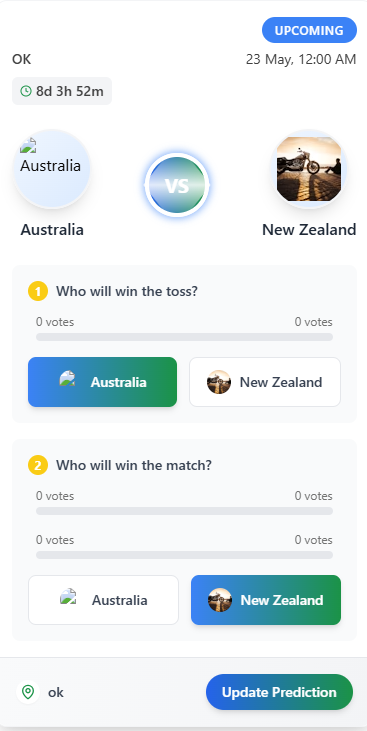 UPCOMING
OK 23 May, 12:00 AM
8d 3h 52m
Australia
VS
Australia New Zealand
1 Who will win the toss?
0 votes 0 votes
Australia New Zealand
2 Who will win the match?
0 votes 0 votes
0 votes 0 votes
Australia New Zealand
ok Update Prediction